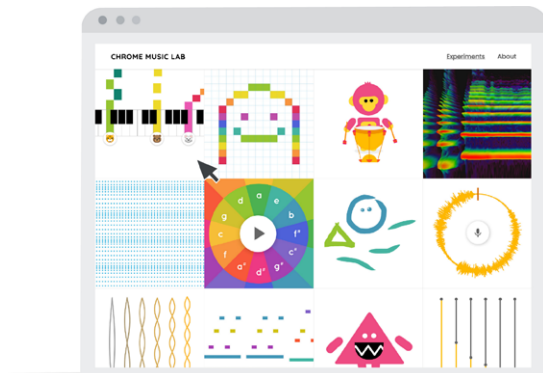 CHROME MUSIC LAB
Experiments About
a
e
b
f#
c#
g#
d#
a#
f
c
g
d